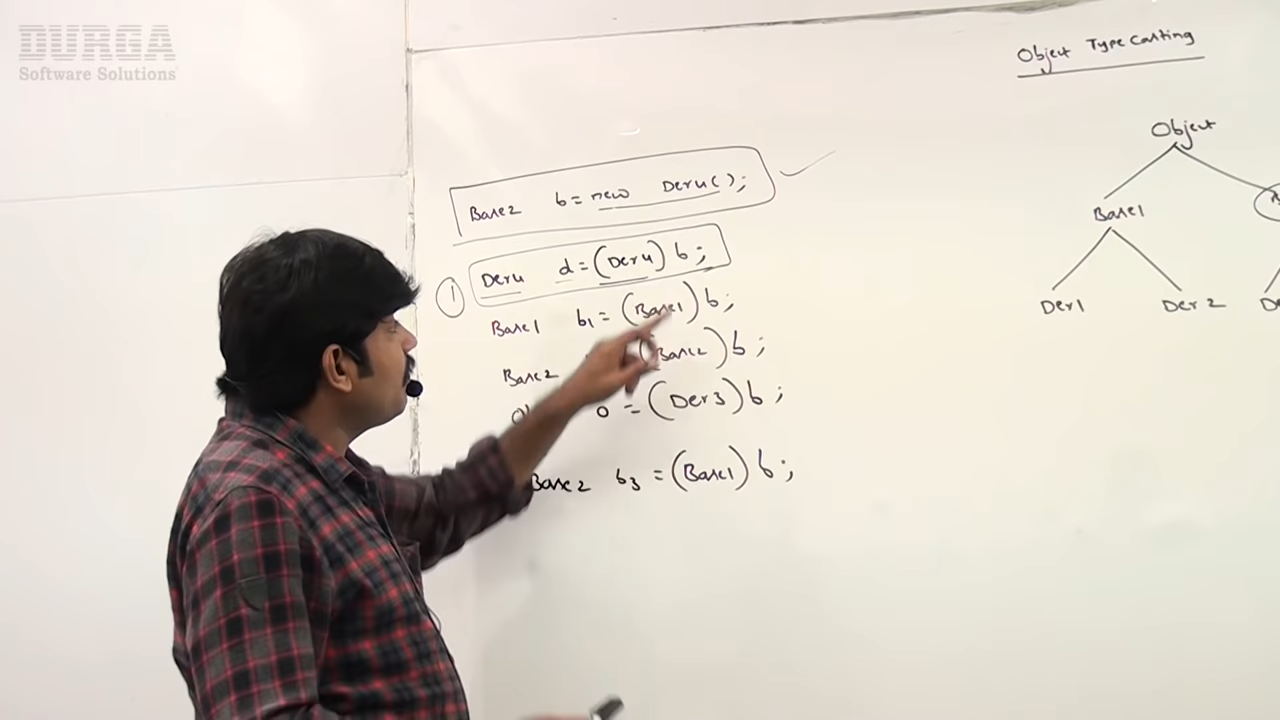 DURGA
Software Solutions
Object Type Casting
Object
Base1
Der1 Der2
Base2 b = new Der4();
① Der4 d = (Der4) b;
Base1 b1 = (Base1) b;
Base2 (Base2) b;
o = (Der3) b;
Base2 b3 = (Base1) b;